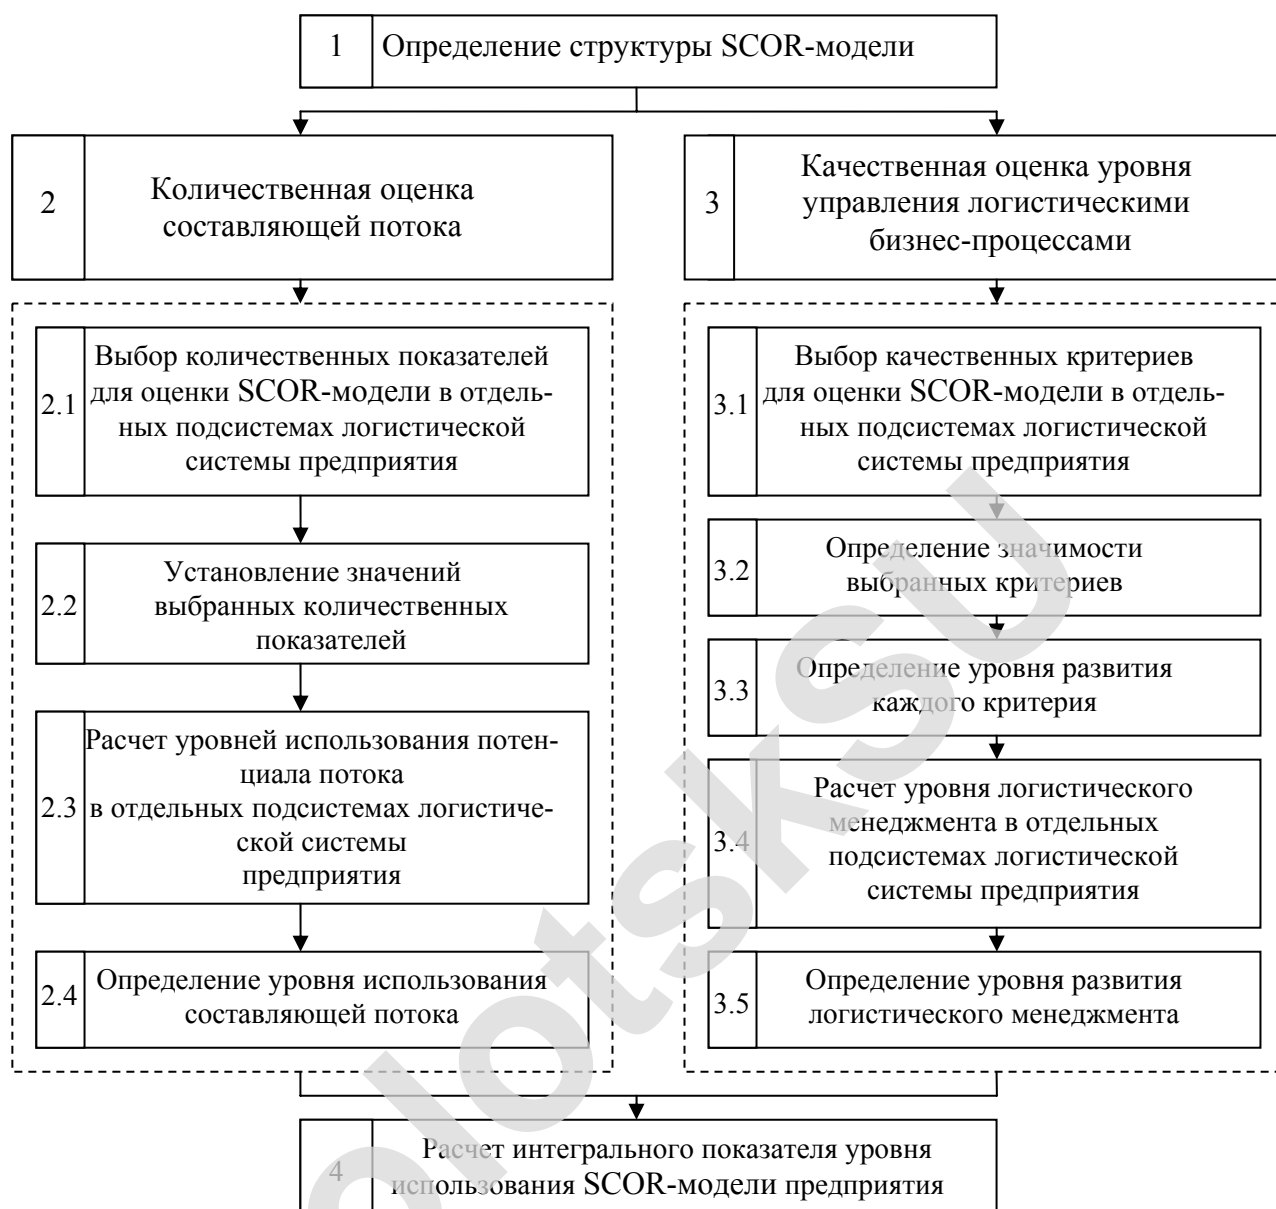 1
Определение структуры SCOR-модели
2
Количественная оценка
составляющей потока
3
Качественная оценка уровня
управления логистическими
бизнес-процессами
2.1
Выбор количественных показателей
для оценки SCOR-модели в отдель-
ных подсистемах логистической
системы предприятия
2.2
Установление значений
выбранных количественных
показателей
2.3
Расчет уровней использования потен-
циала потока
в отдельных подсистемах логистиче-
ской системы
предприятия
2.4
Определение уровня использования
составляющей потока
3.1
Выбор качественных критериев
для оценки SCOR-модели в отдель-
ных подсистемах логистической
системы предприятия
3.2
Определение значимости
выбранных критериев
3.3
Определение уровня развития
каждого критерия
3.4
Расчет уровня логистического
менеджмента в отдельных
подсистемах логистической
системы предприятия
3.5
Определение уровня развития
логистического менеджмента
4
Расчет интегрального показателя уровня
использования SCOR-модели предприятия
olotskSU